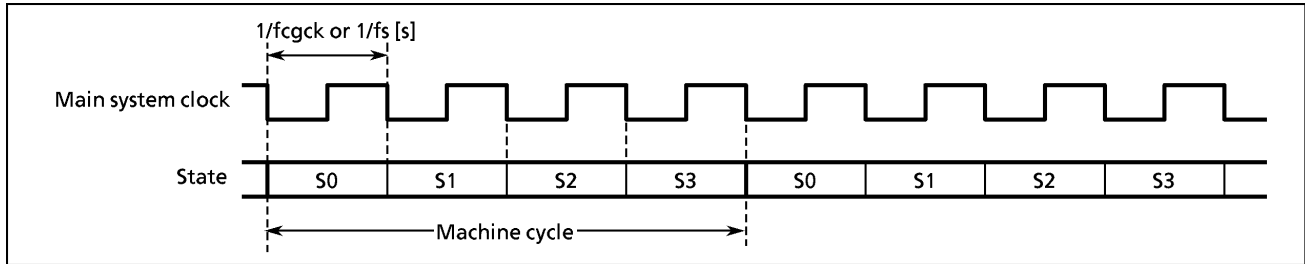 1/fcgck or 1/fs [s]
Main system clock
State S0 S1 S2 S3 S0 S1 S2 S3
Machine cycle